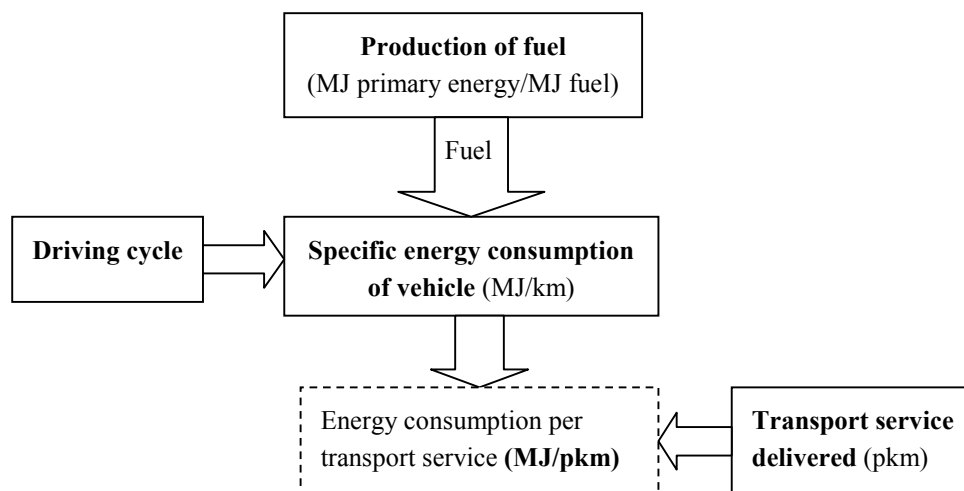 Production of fuel
(MJ primary energy/MJ fuel)
Fuel
Driving cycle
Specific energy consumption
of vehicle (MJ/km)
Energy consumption per
transport service (MJ/pkm)
Transport service
delivered (pkm)